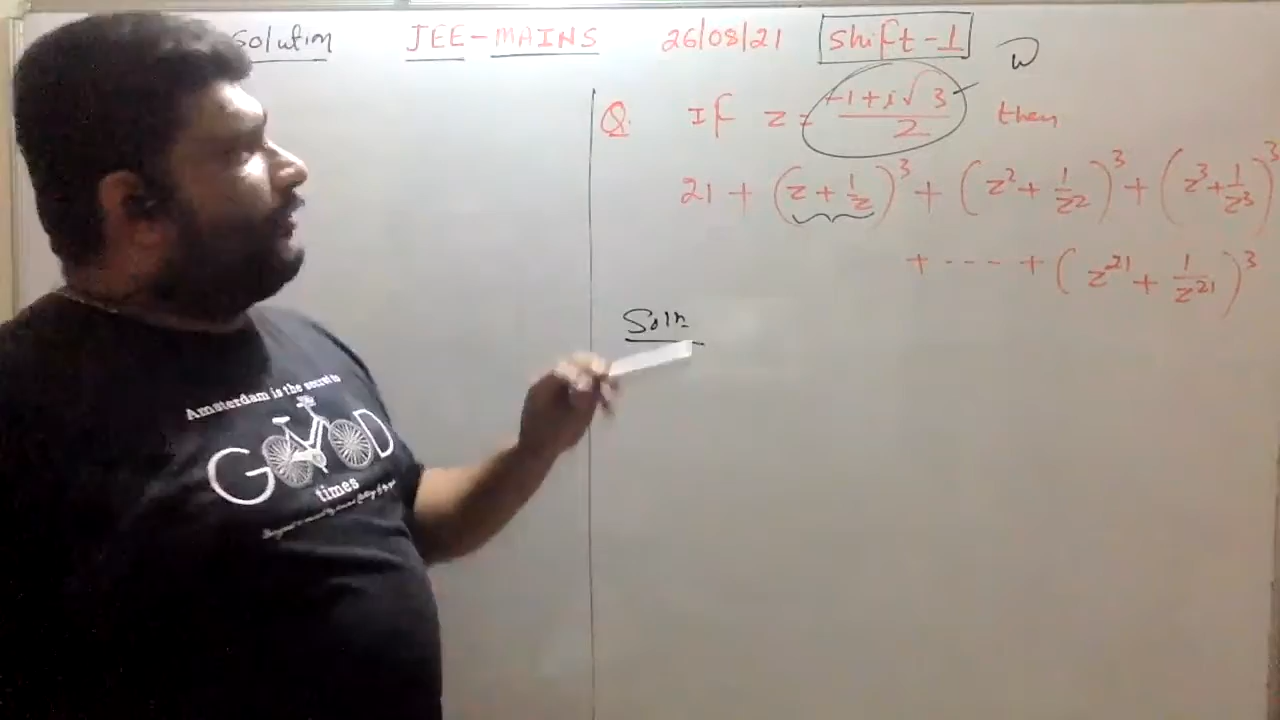 Solution JEE-MAINS 26/08/21 Shift-1
ω
Q. If z = -1+i√3/2 then
21 + (z + 1/z)³ + (z² + 1/z²)³ + (z³ + 1/z³)³
+ ---- + (z²¹ + 1/z²¹)³
Soln
Amsterdam is the secret to
GOOD
times